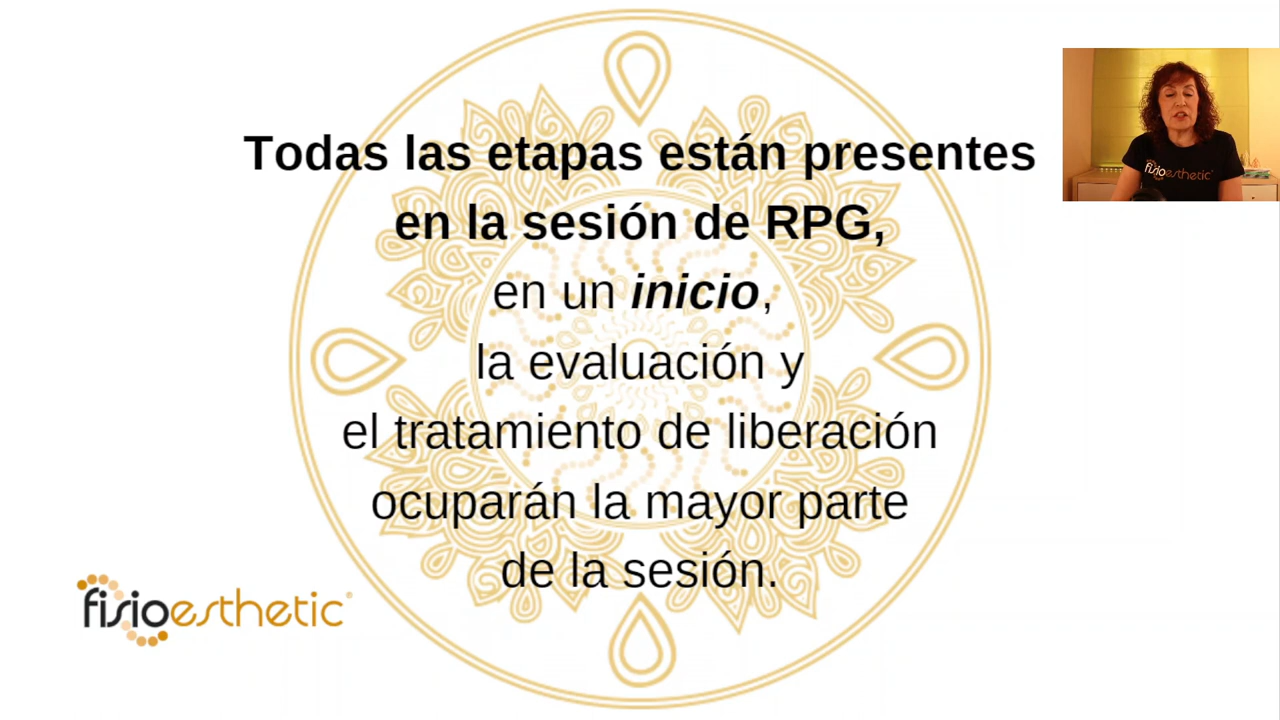 Todas las etapas están presentes
en la sesión de RPG,
en un inicio,
la evaluación y
el tratamiento de liberación
ocuparán la mayor parte
de la sesión.
fisioesthetic
fisioesthetic